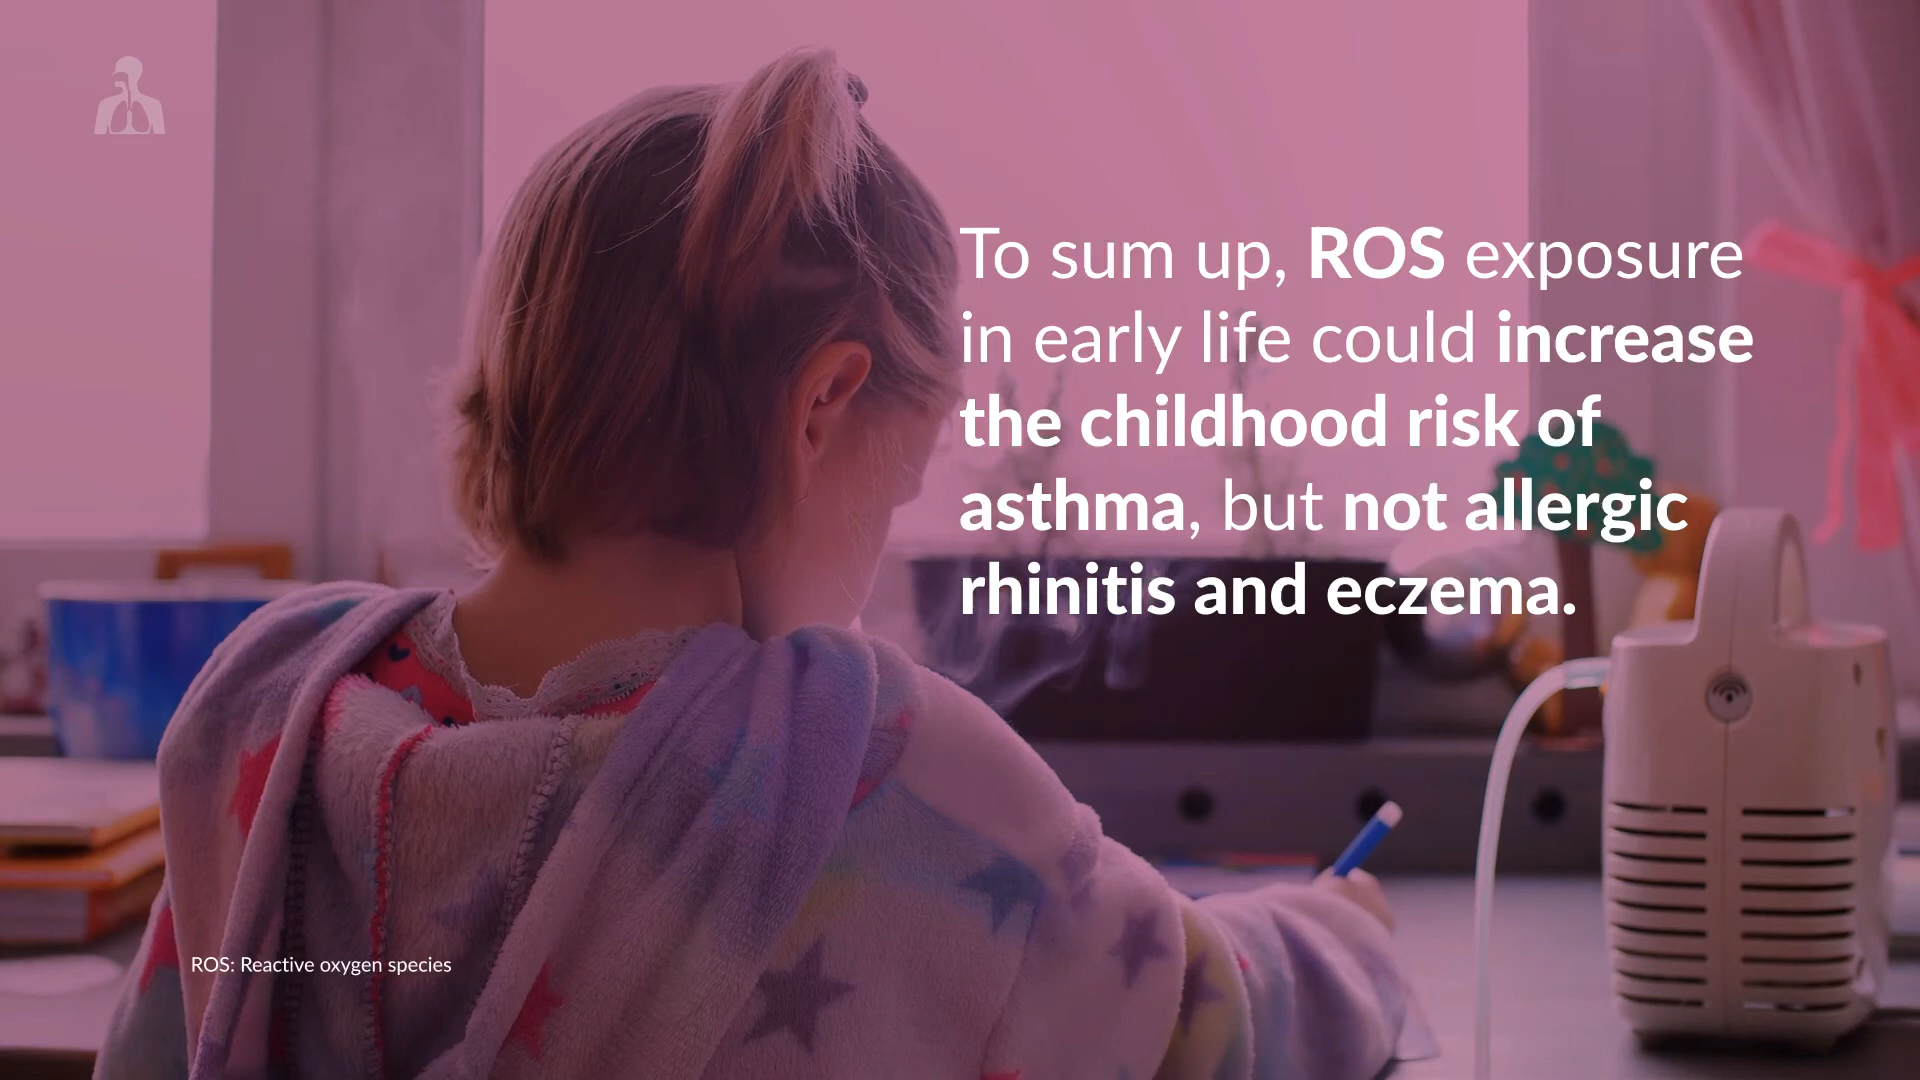 To sum up, ROS exposure
in early life could increase
the childhood risk of
asthma, but not allergic
rhinitis and eczema.
ROS: Reactive oxygen species